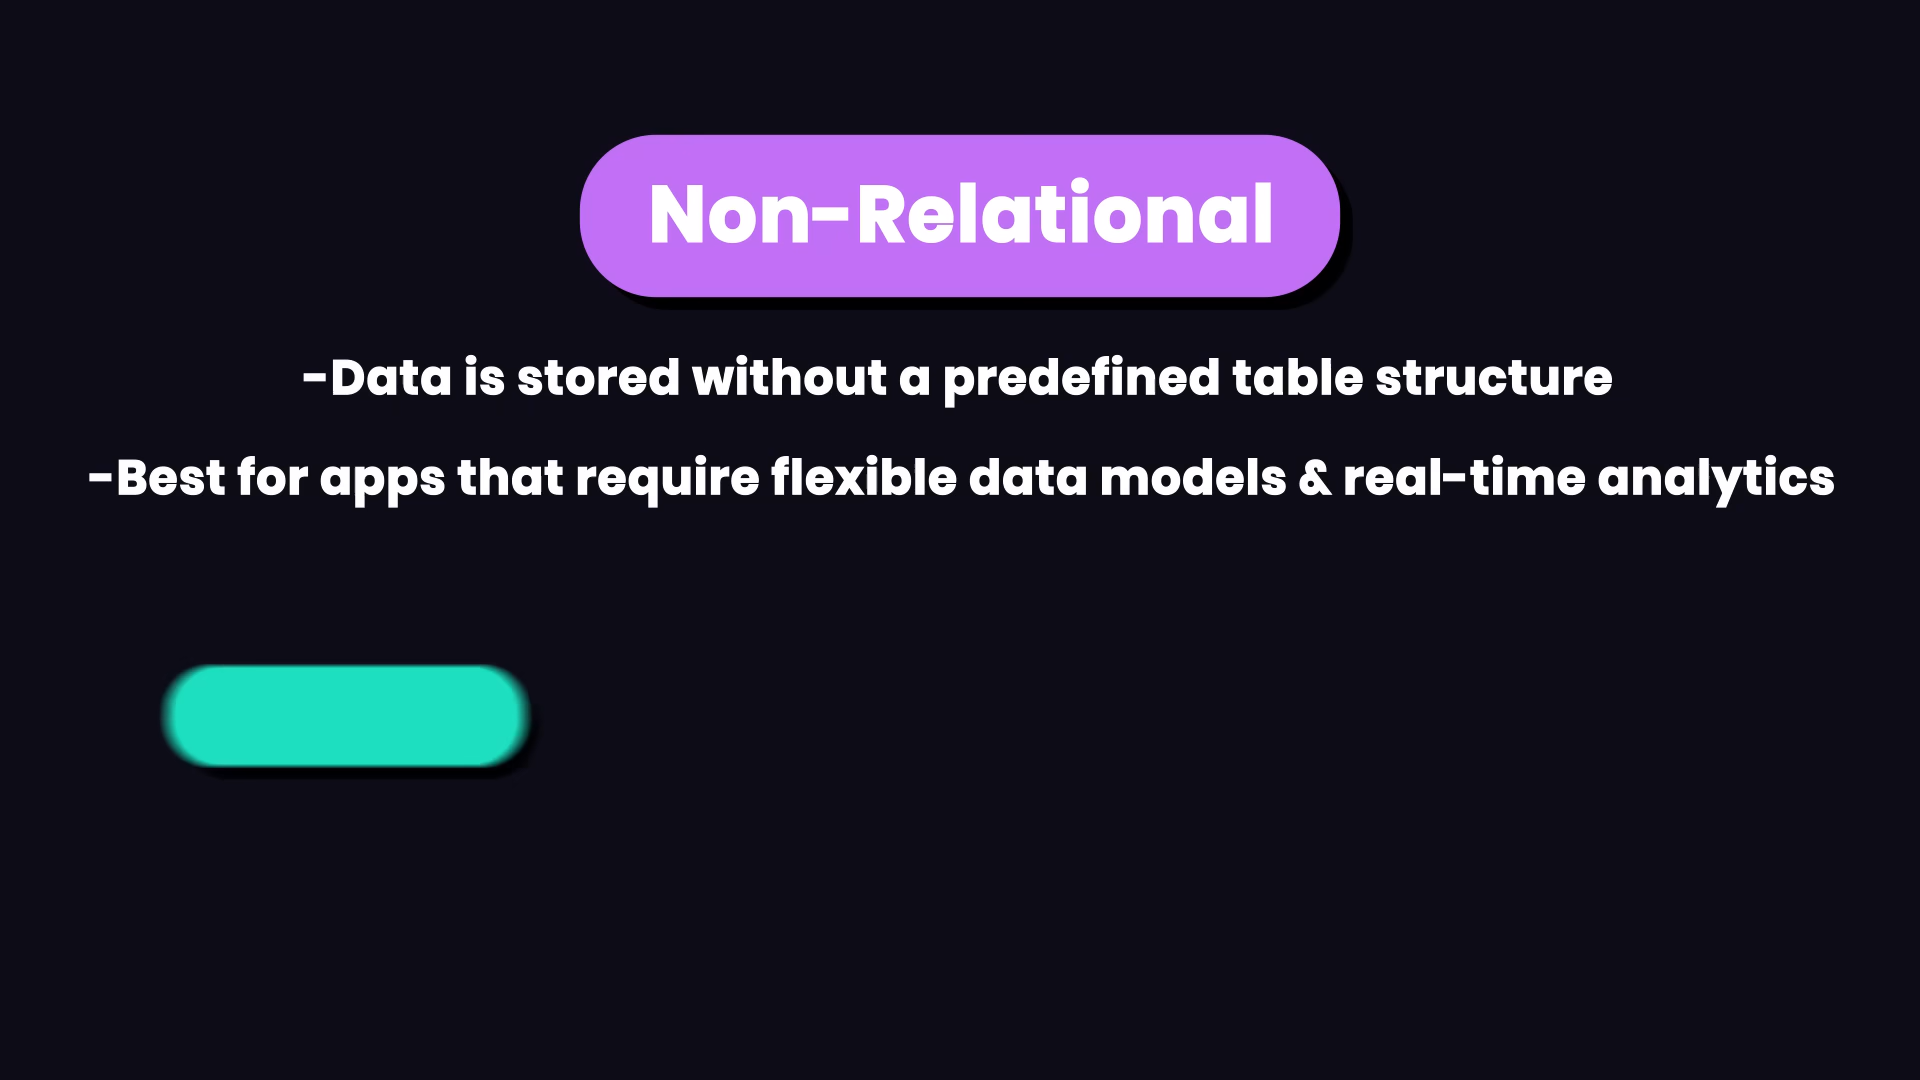 Non-Relational
-Data is stored without a predefined table structure
-Best for apps that require flexible data models & real-time analytics